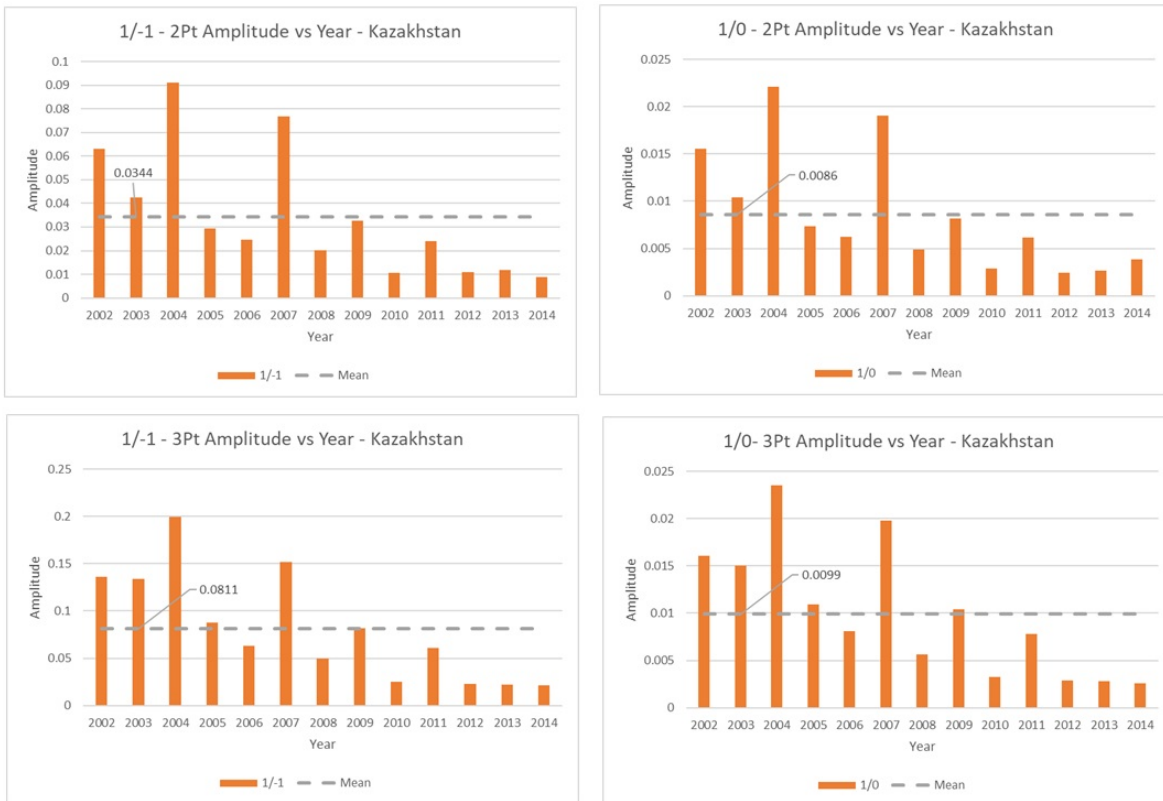 1/-1 - 2Pt Amplitude vs Year - Kazakhstan
0.1
0.09
0.08
0.07
0.06
0.05
0.04
0.03
0.02
0.01
0
Amplitude
0.0344
2002 2003 2004 2005 2006 2007 2008 2009 2010 2011 2012 2013 2014
Year
1/-1 Mean
1/0 - 2Pt Amplitude vs Year - Kazakhstan
0.025
0.02
0.015
0.01
0.005
0
Amplitude
0.0086
2002 2003 2004 2005 2006 2007 2008 2009 2010 2011 2012 2013 2014
Year
1/0 Mean
1/-1 - 3Pt Amplitude vs Year - Kazakhstan
0.25
0.2
0.15
0.1
0.05
0
Amplitude
0.0811
2002 2003 2004 2005 2006 2007 2008 2009 2010 2011 2012 2013 2014
Year
1/-1 Mean
1/0- 3Pt Amplitude vs Year - Kazakhstan
0.025
0.02
0.015
0.01
0.005
0
Amplitude
0.0099
2002 2003 2004 2005 2006 2007 2008 2009 2010 2011 2012 2013 2014
Year
1/0 Mean